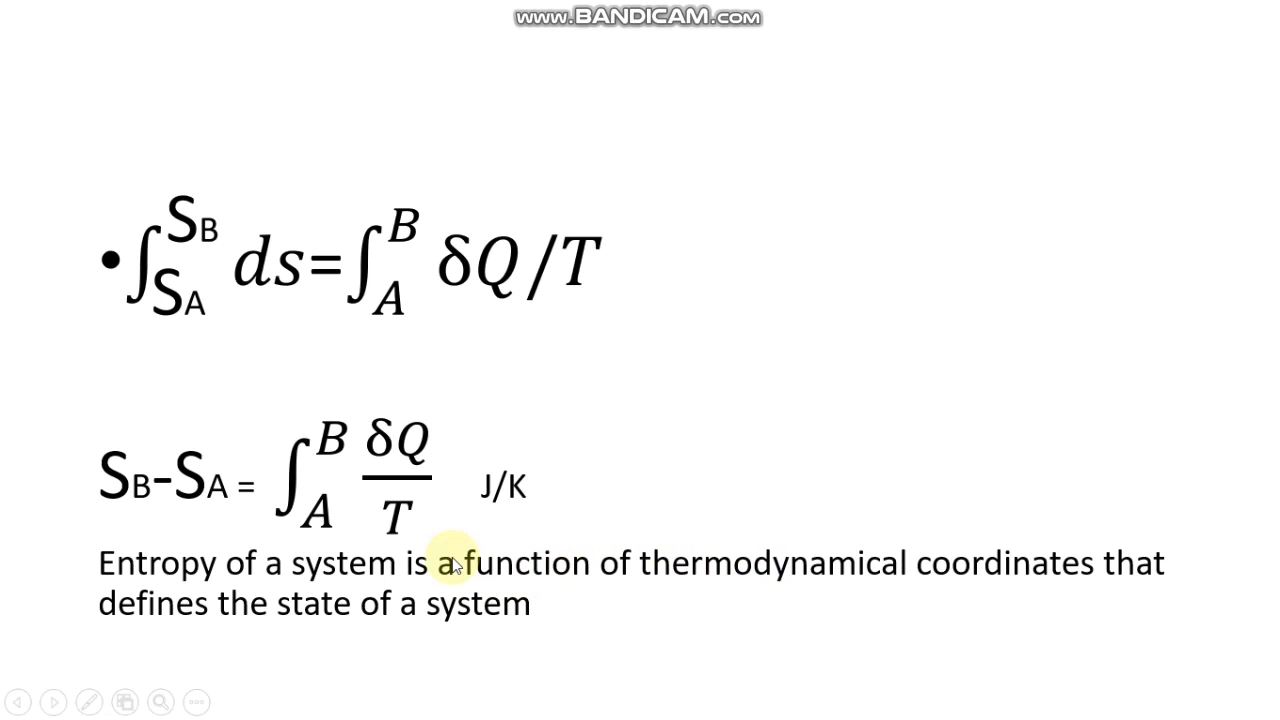 www.BANDICAM.com
• ∫_{SA}^{SB} ds=∫_A^B δQ/T
SB-SA = ∫_A^B δQ/T J/K
Entropy of a system is a function of thermodynamical coordinates that
defines the state of a system